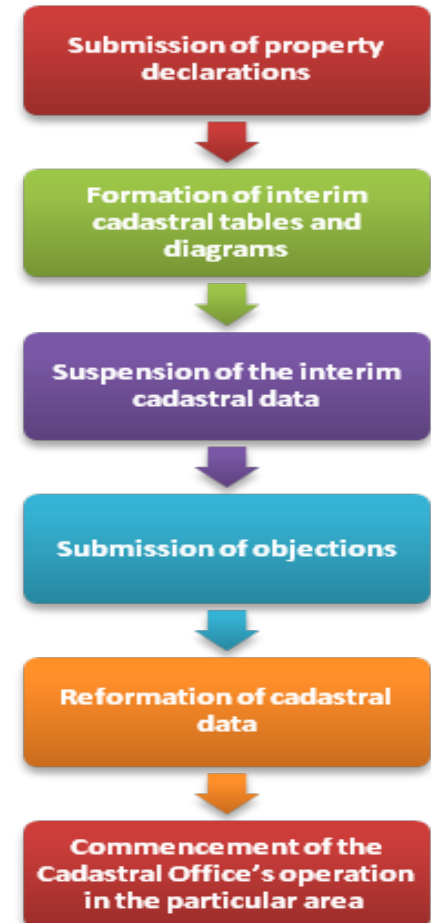 Submission of property
declarations
Formation of interim
cadastral tables and
diagrams
Suspension of the interim
cadastral data
Submission of objections
Reformation of cadastral
data
Commencement of the
Cadastral Office's operation
in the particular area